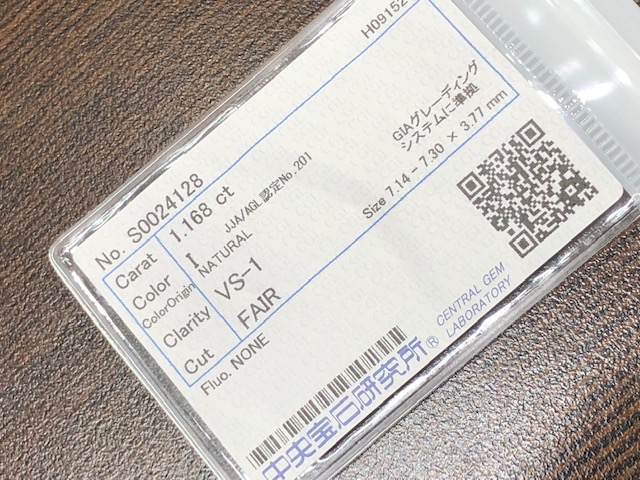 No. S0024128
H09152
Carat 1.168 ct
Color I JJA/AGL認定No.201
ColorOrigin NATURAL
Clarity VS-1
Cut FAIR
GIAグレーディング
システムに準拠
Size 7.14 - 7.30 × 3.77 mm
Fluo. NONE
中央宝石研究所® CENTRAL GEM
LABORATORY